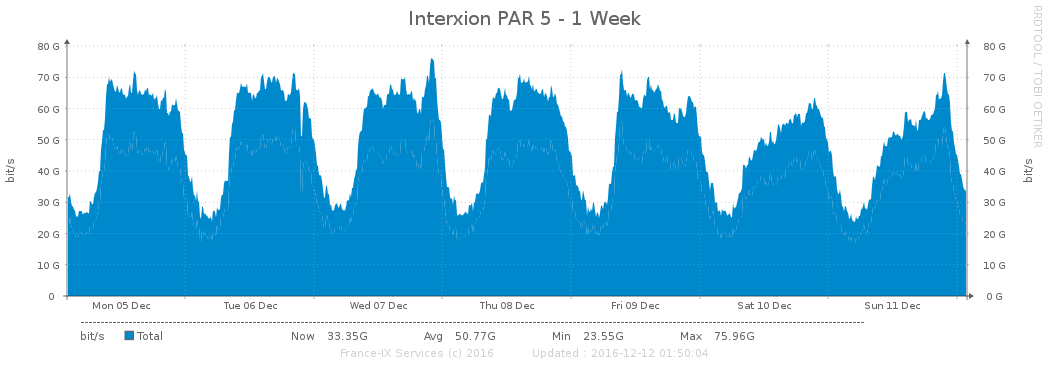 Interxion PAR 5 - 1 Week
RRDTOOL / TOBI OETIKER
80 G 80 G
70 G 70 G
60 G 60 G
50 G 50 G
40 G 40 G
30 G 30 G
20 G 20 G
10 G 10 G
0 0 G
bit/s bit/s
Mon 05 Dec Tue 06 Dec Wed 07 Dec Thu 08 Dec Fri 09 Dec Sat 10 Dec Sun 11 Dec
bit/s Total Now 33.35G Avg 50.77G Min 23.55G Max 75.96G
France-IX Services (c) 2016 Updated : 2016-12-12 01:50:04